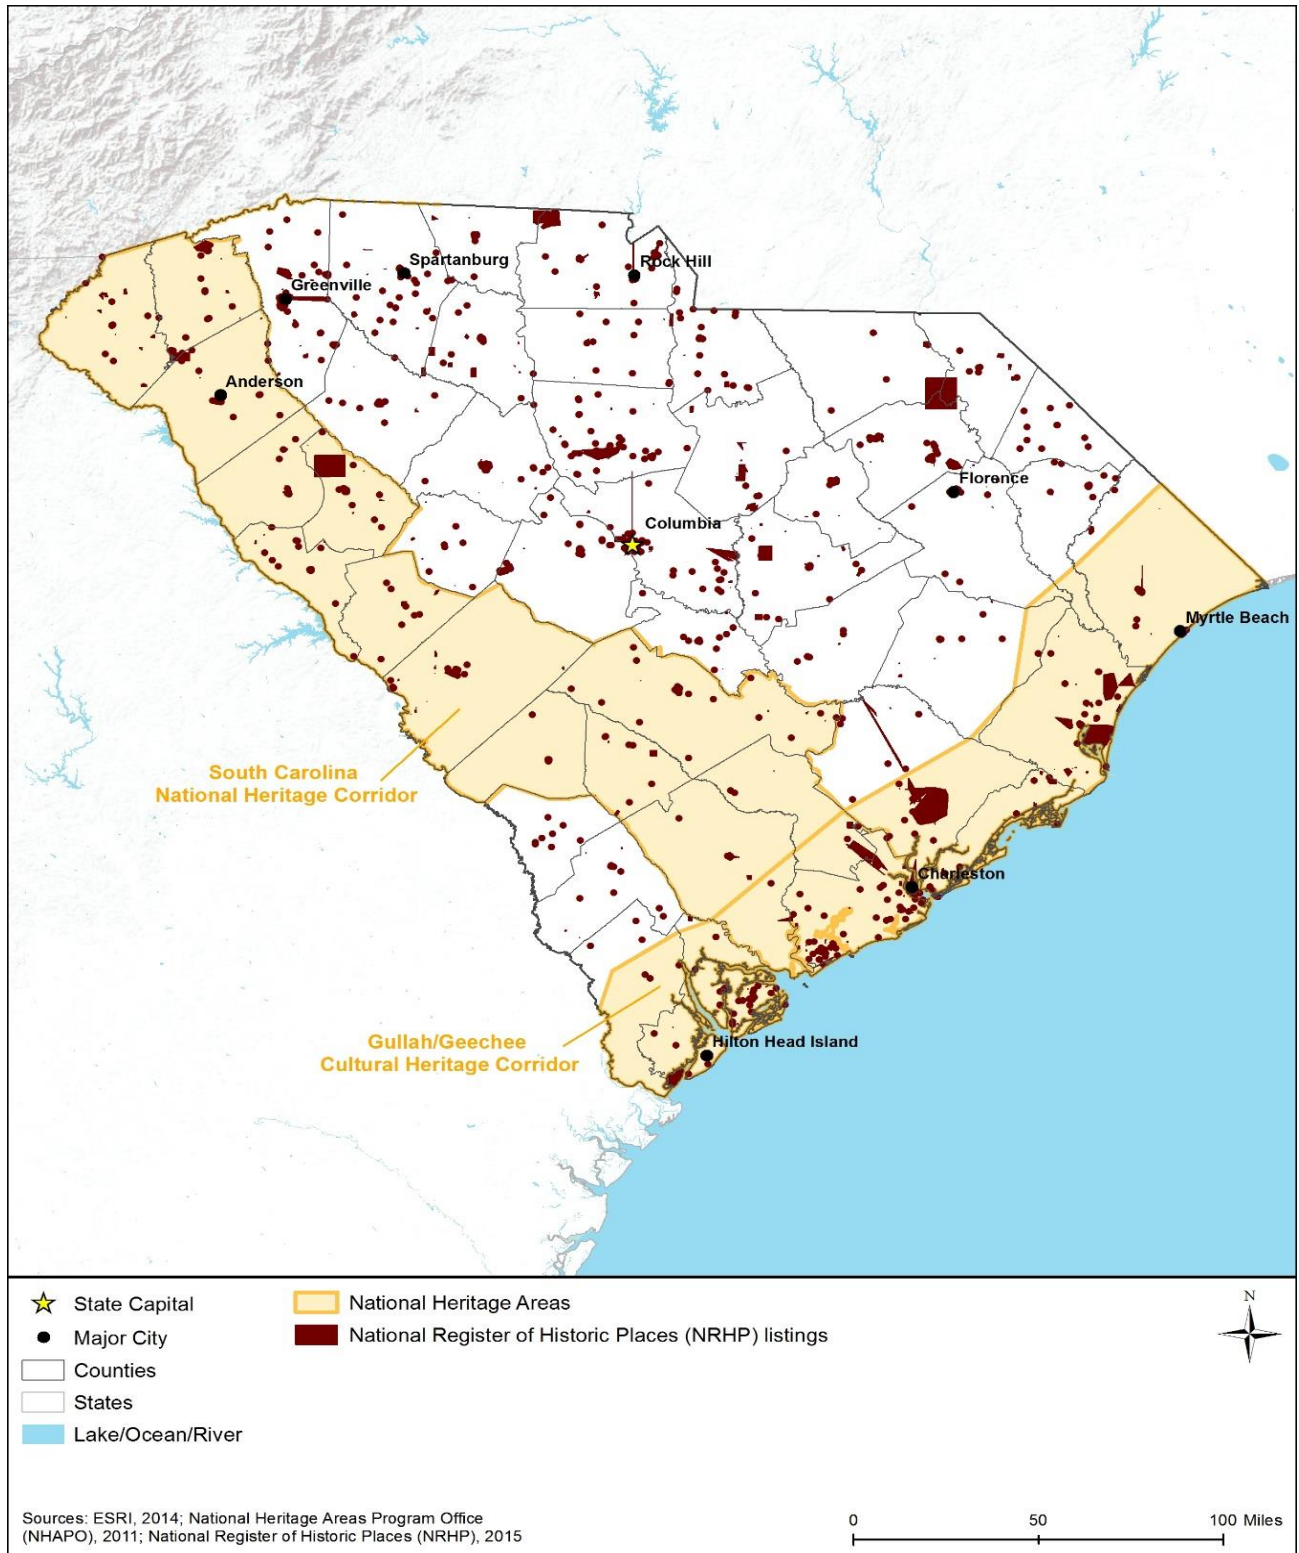 Spartanburg
Rock Hill
Greenville
Anderson
Florence
Columbia
Myrtle Beach
South Carolina
National Heritage Corridor
Charleston
Gullah/Geechee
Cultural Heritage Corridor
Hilton Head Island
State Capital
Major City
Counties
States
Lake/Ocean/River
National Heritage Areas
National Register of Historic Places (NRHP) listings
N
Sources: ESRI, 2014; National Heritage Areas Program Office
(NHAPO), 2011; National Register of Historic Places (NRHP), 2015
0 50 100 Miles